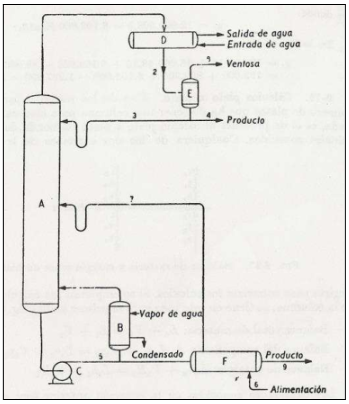 Salida de agua
D
Entrada de agua
2
Ventosa
E
3
4
Producto
A
7
B
Vapor de agua
Condensado
5
C
F
Producto
9
r
6
Alimentación